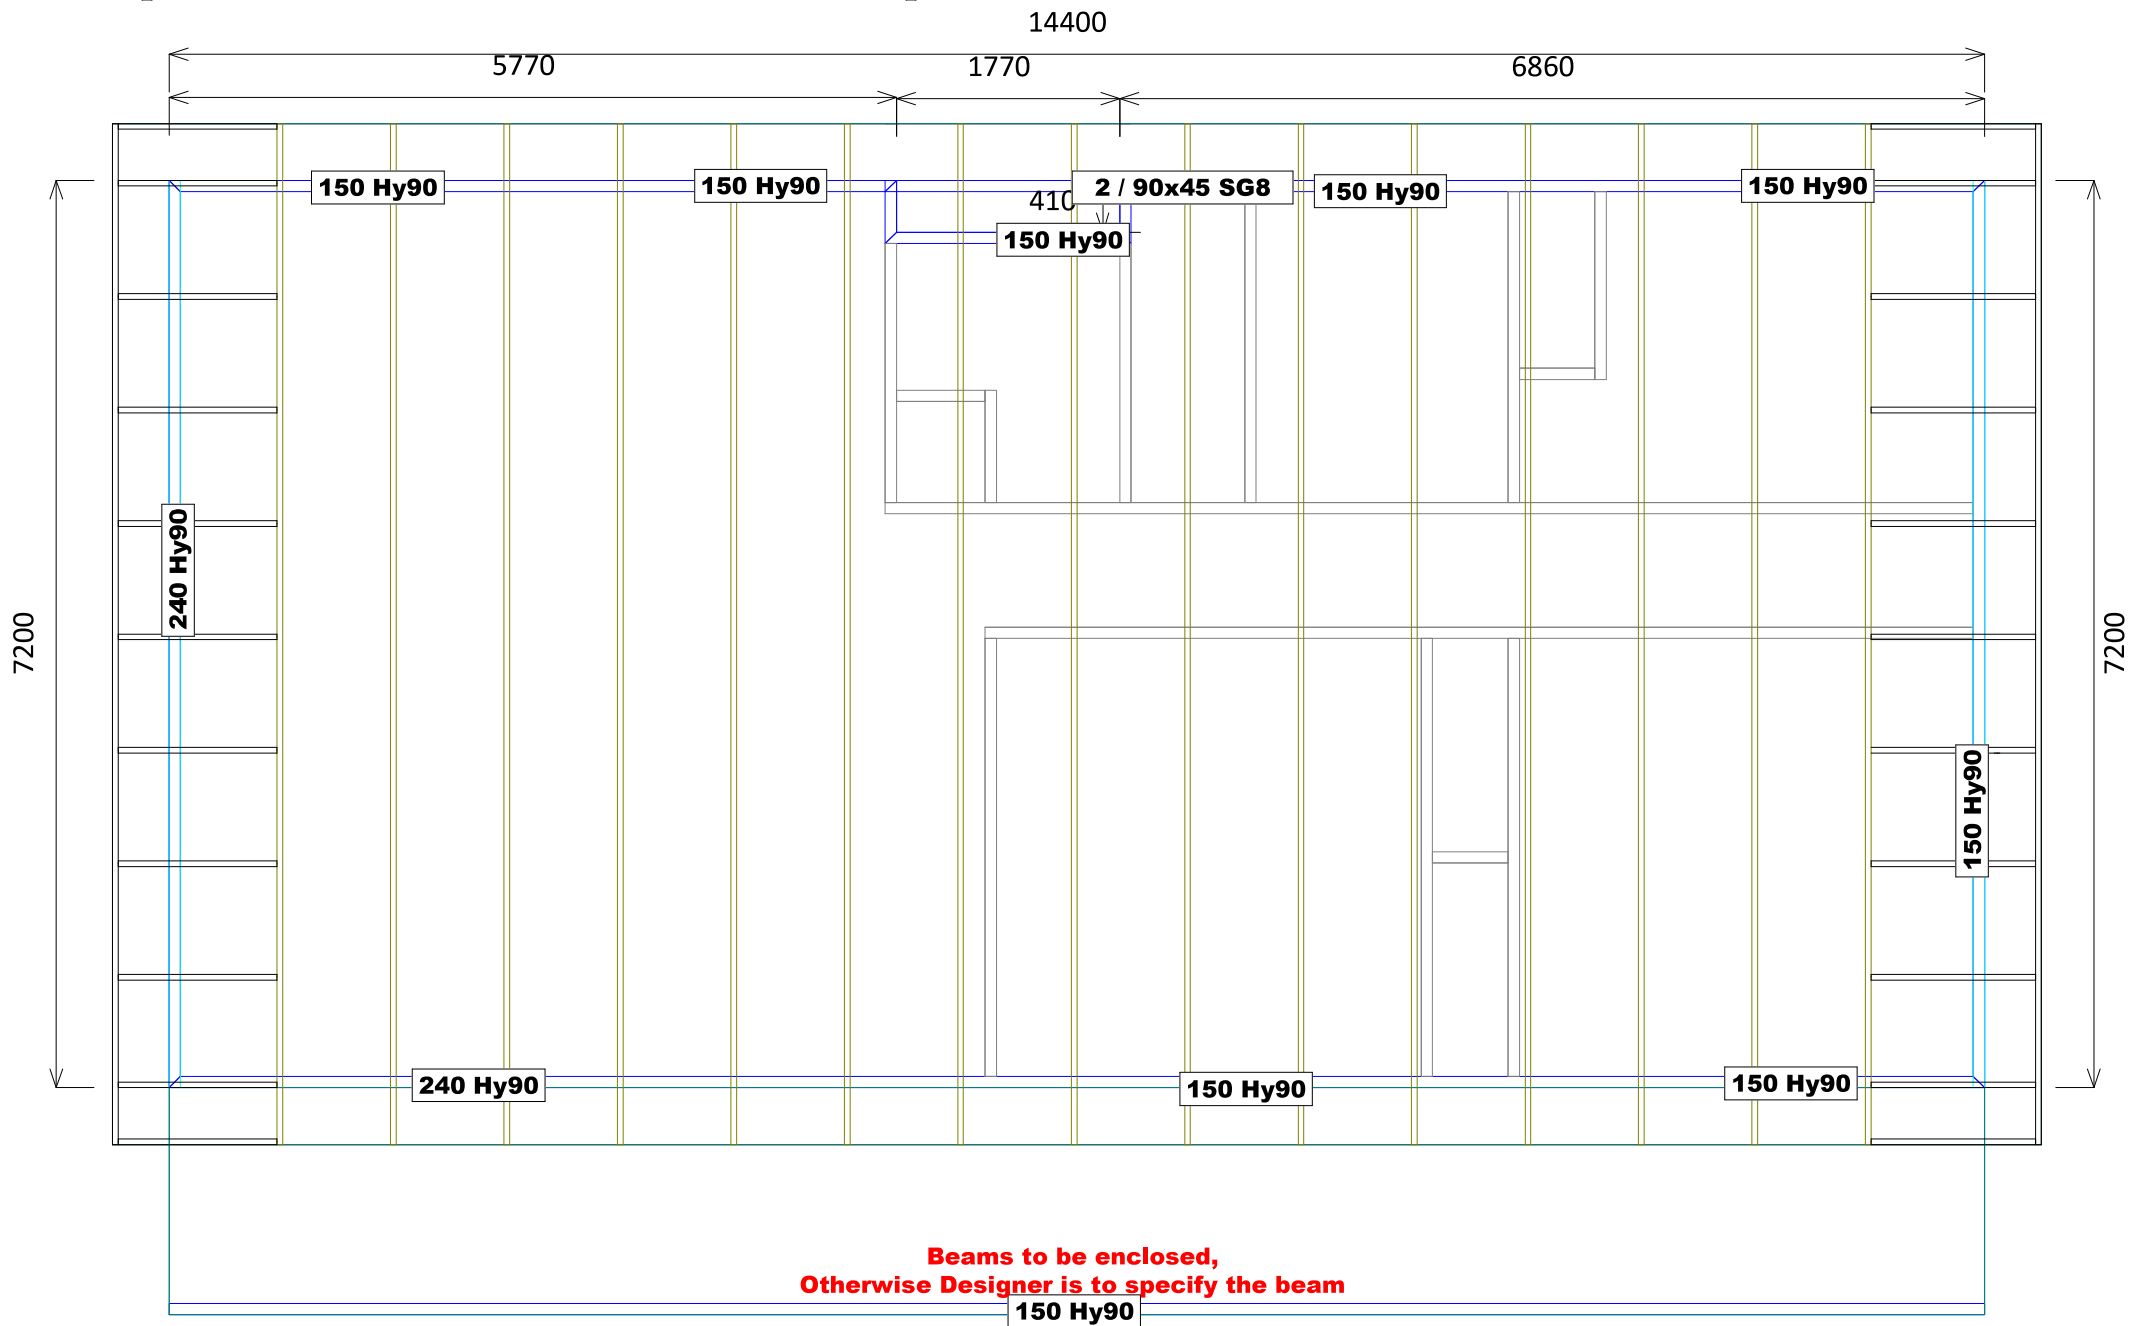 14400
5770
1770
6860
150 Hy90
150 Hy90
2 / 90x45 SG8
150 Hy90
150 Hy90
410
150 Hy90
240 Hy90
7200
7200
150 Hy90
240 Hy90
150 Hy90
150 Hy90
Beams to be enclosed,
Otherwise Designer is to specify the beam
150 Hy90